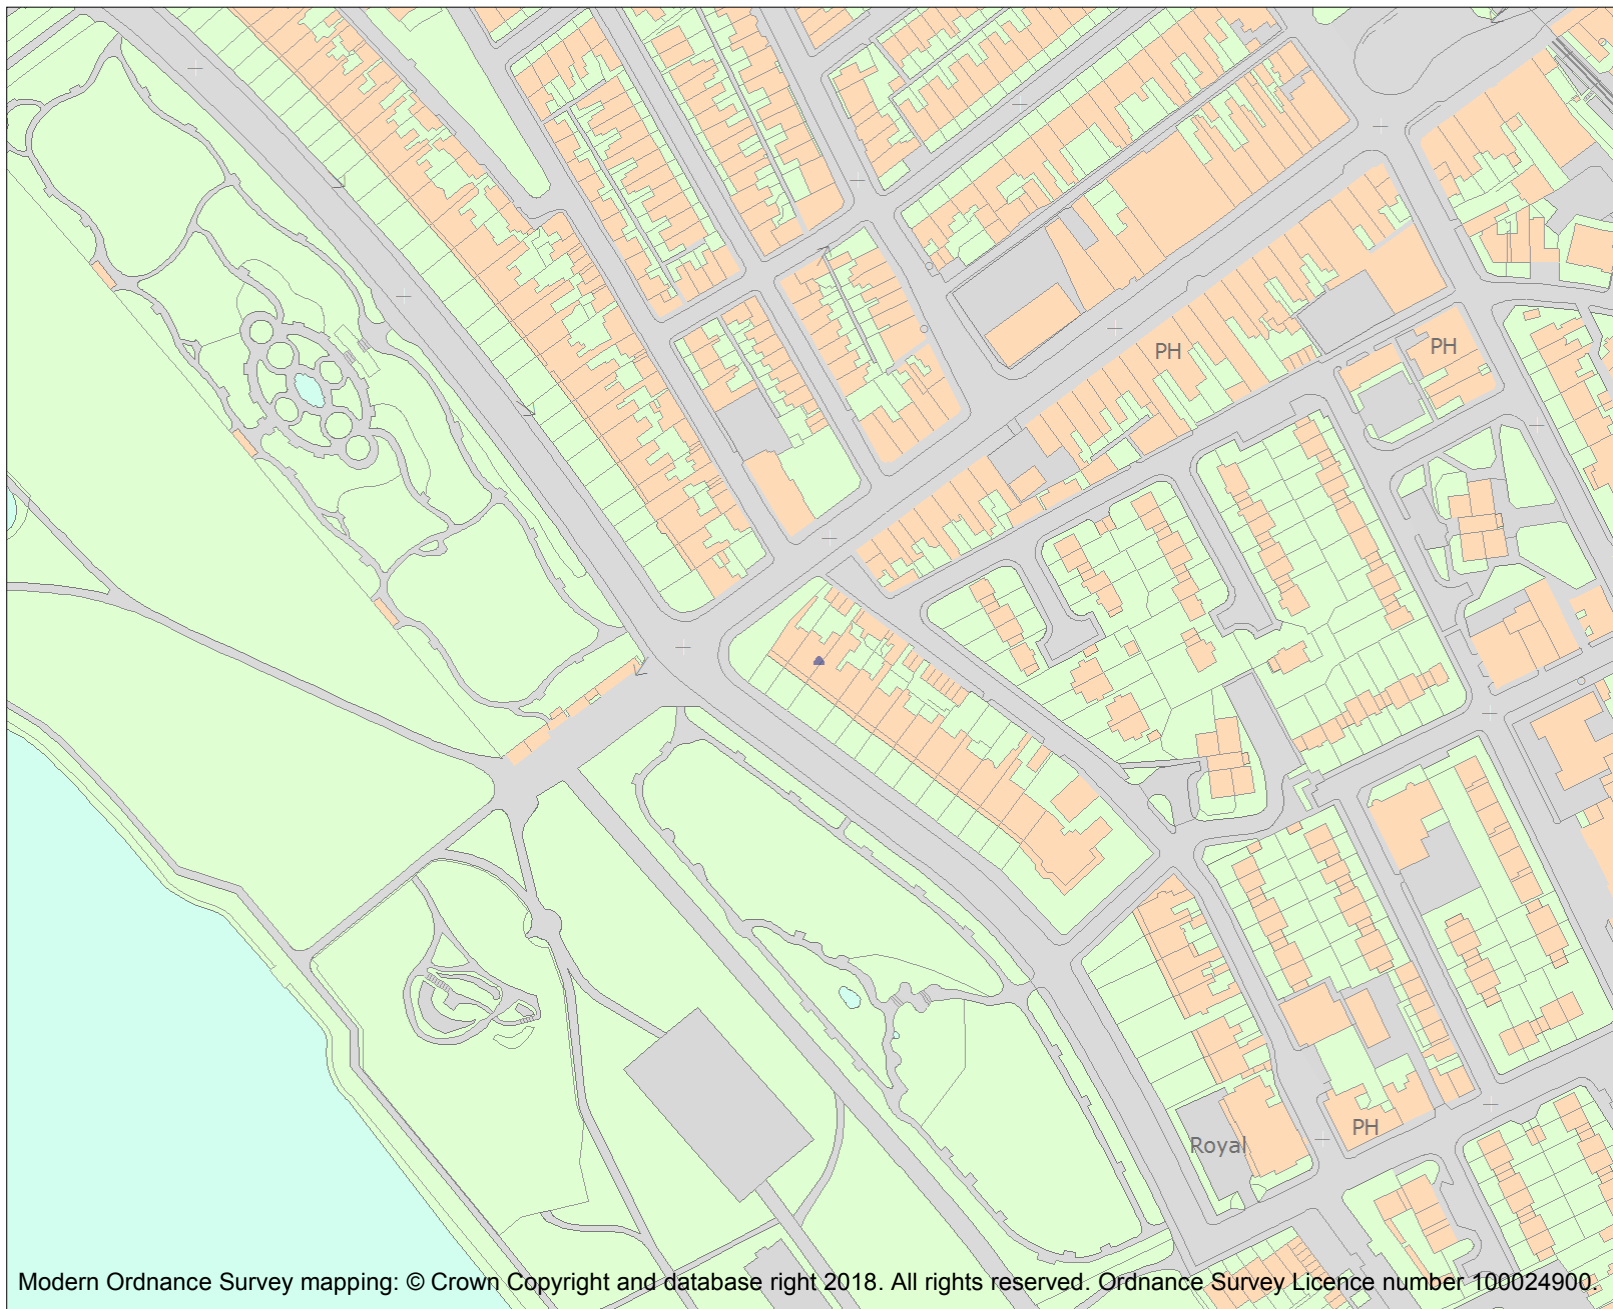 PH
PH
Royal
PH
Modern Ordnance Survey mapping: © Crown Copyright and database right 2018. All rights reserved. Ordnance Survey Licence number 100024900.